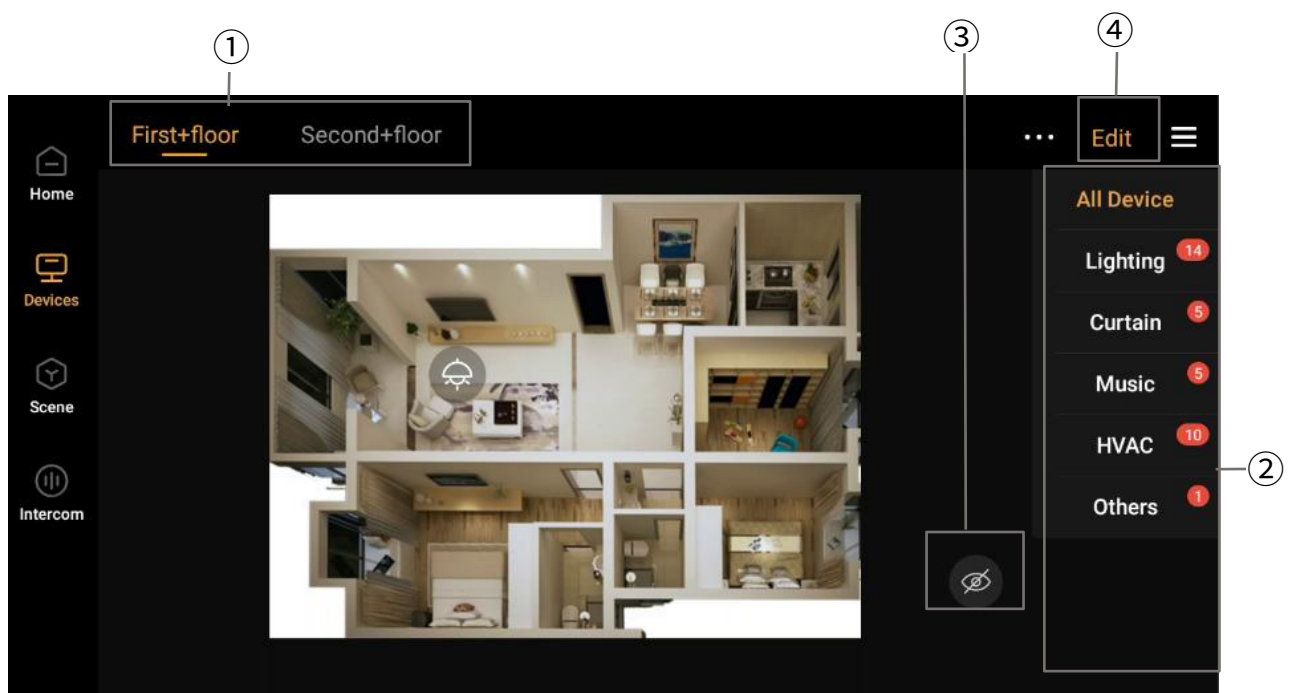 ①
③
④
First+floor
Second+floor
...
Edit
Home
All Device
Lighting 14
Devices
Curtain 5
Music 5
Scene
HVAC 10
②
Others 1
Intercom